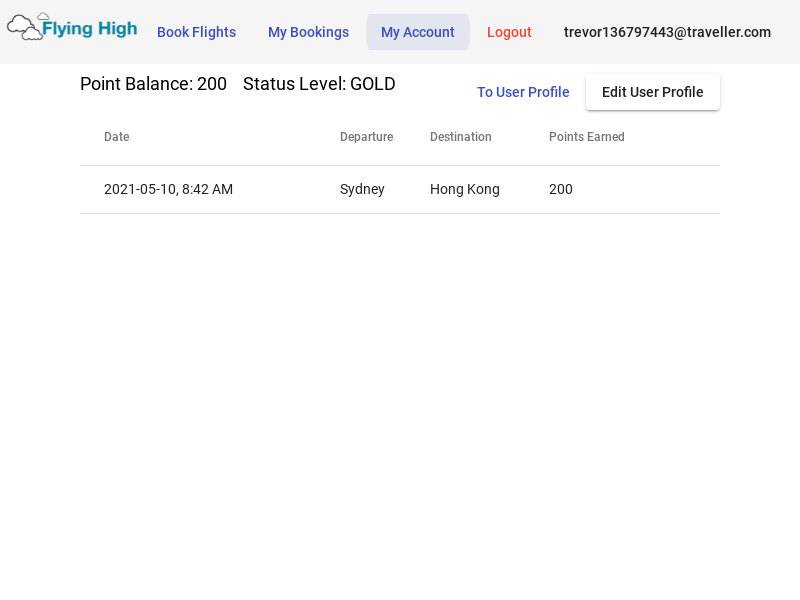 Flying High Book Flights My Bookings My Account Logout trevor136797443@traveller.com
Point Balance: 200 Status Level: GOLD To User Profile Edit User Profile
Date Departure Destination Points Earned
2021-05-10, 8:42 AM Sydney Hong Kong 200